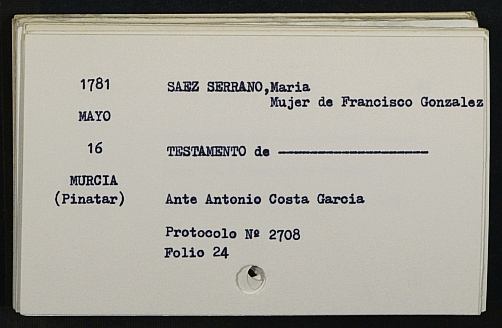 1781 SAEZ SERRANO,Maria
Mujer de Francisco Gonzalez
MAYO
16 TESTAMENTO de --------------------
MURCIA
(Pinatar) Ante Antonio Costa Garcia
Protocolo Nº 2708
Folio 24